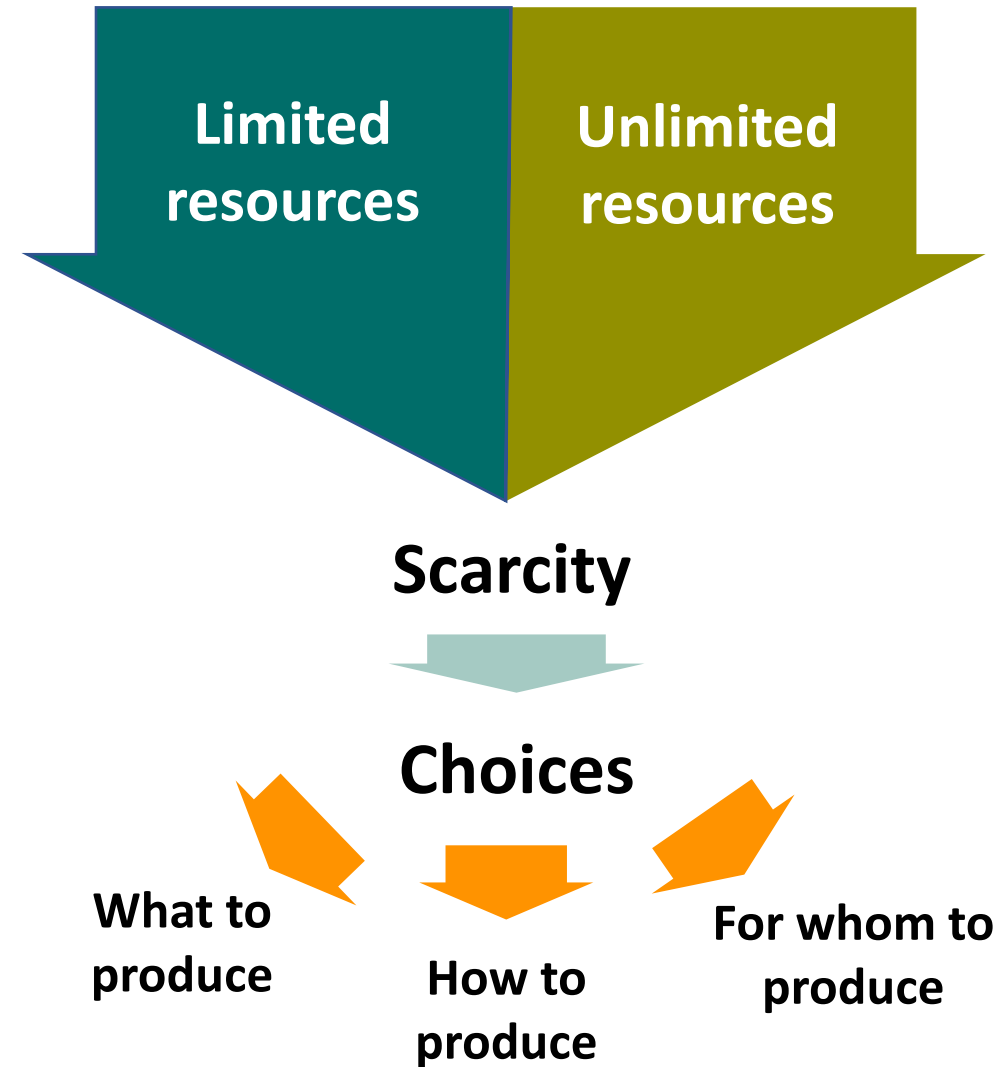 Limited
resources
Unlimited
resources
Scarcity
Choices
What to
produce
How to
produce
For whom to
produce